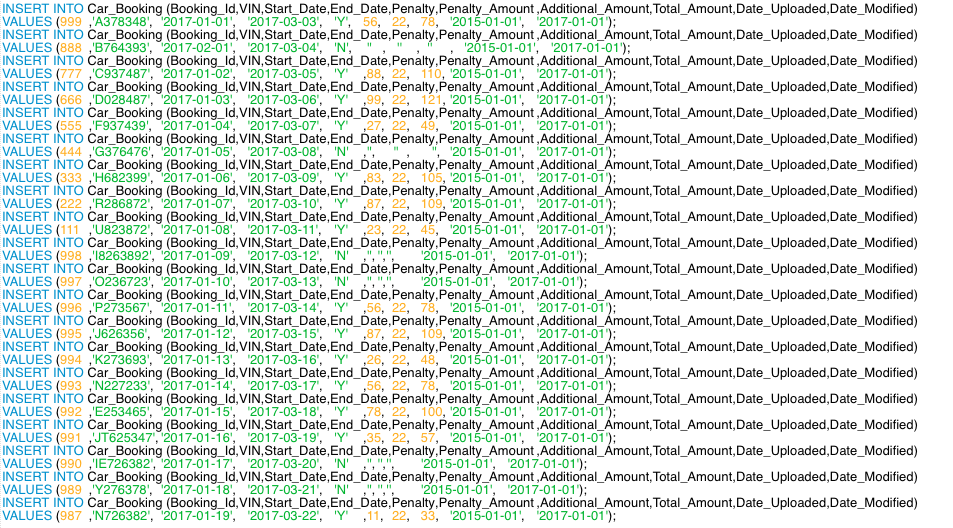 INSERT INTO Car_Booking (Booking_Id,VIN,Start_Date,End_Date,Penalty,Penalty_Amount ,Additional_Amount,Total_Amount,Date_Uploaded,Date_Modified)
VALUES (999 ,'A378348', '2017-01-01', '2017-03-03', 'Y', 56, 22, 78, '2015-01-01', '2017-01-01');
INSERT INTO Car_Booking (Booking_Id,VIN,Start_Date,End_Date,Penalty,Penalty_Amount ,Additional_Amount,Total_Amount,Date_Uploaded,Date_Modified)
VALUES (888 ,'B764393', '2017-02-01', '2017-03-04', 'N', '' , '' , '' , '2015-01-01', '2017-01-01');
INSERT INTO Car_Booking (Booking_Id,VIN,Start_Date,End_Date,Penalty,Penalty_Amount ,Additional_Amount,Total_Amount,Date_Uploaded,Date_Modified)
VALUES (777 ,'C937487', '2017-01-02', '2017-03-05', 'Y' ,88, 22, 110, '2015-01-01', '2017-01-01');
INSERT INTO Car_Booking (Booking_Id,VIN,Start_Date,End_Date,Penalty,Penalty_Amount ,Additional_Amount,Total_Amount,Date_Uploaded,Date_Modified)
VALUES (666 ,'D028487', '2017-01-03', '2017-03-06', 'Y' ,99, 22, 121, '2015-01-01', '2017-01-01');
INSERT INTO Car_Booking (Booking_Id,VIN,Start_Date,End_Date,Penalty,Penalty_Amount ,Additional_Amount,Total_Amount,Date_Uploaded,Date_Modified)
VALUES (555 ,'F937439', '2017-01-04', '2017-03-07', 'Y' ,27, 22, 49, '2015-01-01', '2017-01-01');
INSERT INTO Car_Booking (Booking_Id,VIN,Start_Date,End_Date,Penalty,Penalty_Amount ,Additional_Amount,Total_Amount,Date_Uploaded,Date_Modified)
VALUES (444 ,'G376476', '2017-01-05', '2017-03-08', 'N' ,'', '' , '', '2015-01-01', '2017-01-01');
INSERT INTO Car_Booking (Booking_Id,VIN,Start_Date,End_Date,Penalty,Penalty_Amount ,Additional_Amount,Total_Amount,Date_Uploaded,Date_Modified)
VALUES (333 ,'H682399', '2017-01-06', '2017-03-09', 'Y' ,83, 22, 105, '2015-01-01', '2017-01-01');
INSERT INTO Car_Booking (Booking_Id,VIN,Start_Date,End_Date,Penalty,Penalty_Amount ,Additional_Amount,Total_Amount,Date_Uploaded,Date_Modified)
VALUES (222 ,'R286872', '2017-01-07', '2017-03-10', 'Y' ,87, 22, 109, '2015-01-01', '2017-01-01');
INSERT INTO Car_Booking (Booking_Id,VIN,Start_Date,End_Date,Penalty,Penalty_Amount ,Additional_Amount,Total_Amount,Date_Uploaded,Date_Modified)
VALUES (111 ,'U823872', '2017-01-08', '2017-03-11', 'Y' ,23, 22, 45, '2015-01-01', '2017-01-01');
INSERT INTO Car_Booking (Booking_Id,VIN,Start_Date,End_Date,Penalty,Penalty_Amount ,Additional_Amount,Total_Amount,Date_Uploaded,Date_Modified)
VALUES (998 ,'I8263892', '2017-01-09', '2017-03-12', 'N' ,'','','', '2015-01-01', '2017-01-01');
INSERT INTO Car_Booking (Booking_Id,VIN,Start_Date,End_Date,Penalty,Penalty_Amount ,Additional_Amount,Total_Amount,Date_Uploaded,Date_Modified)
VALUES (997 ,'O236723', '2017-01-10', '2017-03-13', 'N' ,'','','', '2015-01-01', '2017-01-01');
INSERT INTO Car_Booking (Booking_Id,VIN,Start_Date,End_Date,Penalty,Penalty_Amount ,Additional_Amount,Total_Amount,Date_Uploaded,Date_Modified)
VALUES (996 ,'P273567', '2017-01-11', '2017-03-14', 'Y' ,56, 22, 78, '2015-01-01', '2017-01-01');
INSERT INTO Car_Booking (Booking_Id,VIN,Start_Date,End_Date,Penalty,Penalty_Amount ,Additional_Amount,Total_Amount,Date_Uploaded,Date_Modified)
VALUES (995 ,'J626356', '2017-01-12', '2017-03-15', 'Y' ,87, 22, 109, '2015-01-01', '2017-01-01');
INSERT INTO Car_Booking (Booking_Id,VIN,Start_Date,End_Date,Penalty,Penalty_Amount ,Additional_Amount,Total_Amount,Date_Uploaded,Date_Modified)
VALUES (994 ,'K273693', '2017-01-13', '2017-03-16', 'Y' ,26, 22, 48, '2015-01-01', '2017-01-01');
INSERT INTO Car_Booking (Booking_Id,VIN,Start_Date,End_Date,Penalty,Penalty_Amount ,Additional_Amount,Total_Amount,Date_Uploaded,Date_Modified)
VALUES (993 ,'N227233', '2017-01-14', '2017-03-17', 'Y' ,56, 22, 78, '2015-01-01', '2017-01-01');
INSERT INTO Car_Booking (Booking_Id,VIN,Start_Date,End_Date,Penalty,Penalty_Amount ,Additional_Amount,Total_Amount,Date_Uploaded,Date_Modified)
VALUES (992 ,'E253465', '2017-01-15', '2017-03-18', 'Y' ,78, 22, 100, '2015-01-01', '2017-01-01');
INSERT INTO Car_Booking (Booking_Id,VIN,Start_Date,End_Date,Penalty,Penalty_Amount ,Additional_Amount,Total_Amount,Date_Uploaded,Date_Modified)
VALUES (991 ,'JT625347', '2017-01-16', '2017-03-19', 'Y' ,35, 22, 57, '2015-01-01', '2017-01-01');
INSERT INTO Car_Booking (Booking_Id,VIN,Start_Date,End_Date,Penalty,Penalty_Amount ,Additional_Amount,Total_Amount,Date_Uploaded,Date_Modified)
VALUES (990 ,'IE726382', '2017-01-17', '2017-03-20', 'N' ,'','','', '2015-01-01', '2017-01-01');
INSERT INTO Car_Booking (Booking_Id,VIN,Start_Date,End_Date,Penalty,Penalty_Amount ,Additional_Amount,Total_Amount,Date_Uploaded,Date_Modified)
VALUES (989 ,'Y276378', '2017-01-18', '2017-03-21', 'N' ,'','','', '2015-01-01', '2017-01-01');
INSERT INTO Car_Booking (Booking_Id,VIN,Start_Date,End_Date,Penalty,Penalty_Amount ,Additional_Amount,Total_Amount,Date_Uploaded,Date_Modified)
VALUES (987 ,'N726382', '2017-01-19', '2017-03-22', 'Y' ,11, 22, 33, '2015-01-01', '2017-01-01');